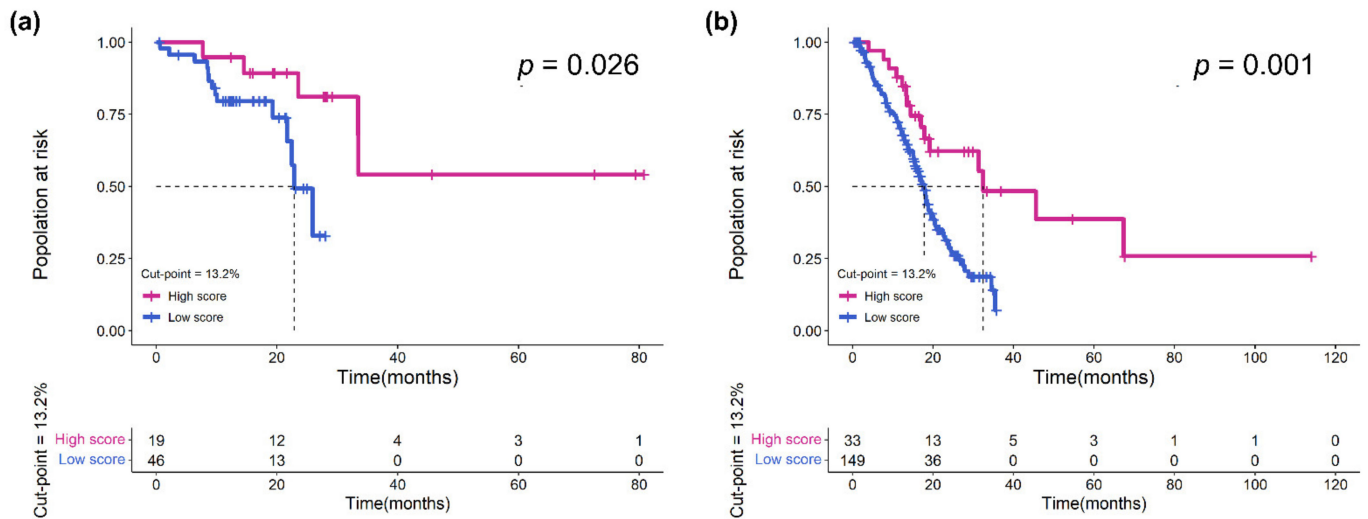 (a)
p = 0.026
Popolation at risk
1.00
0.75
0.50
0.25
0.00
Cut-point = 13.2%
High score
Low score
0 20 40 60 80
Time(months)
Cut-point = 13.2%
High score 19 12 4 3 1
Low score 46 13 0 0 0
0 20 40 60 80
Time(months)
(b)
p = 0.001
Popolation at risk
1.00
0.75
0.50
0.25
0.00
Cut-point = 13.2%
High score
Low score
0 20 40 60 80 100 120
Time(months)
Cut-point = 13.2%
High score 33 13 5 3 1 1 0
Low score 149 36 0 0 0 0 0
0 20 40 60 80 100 120
Time(months)